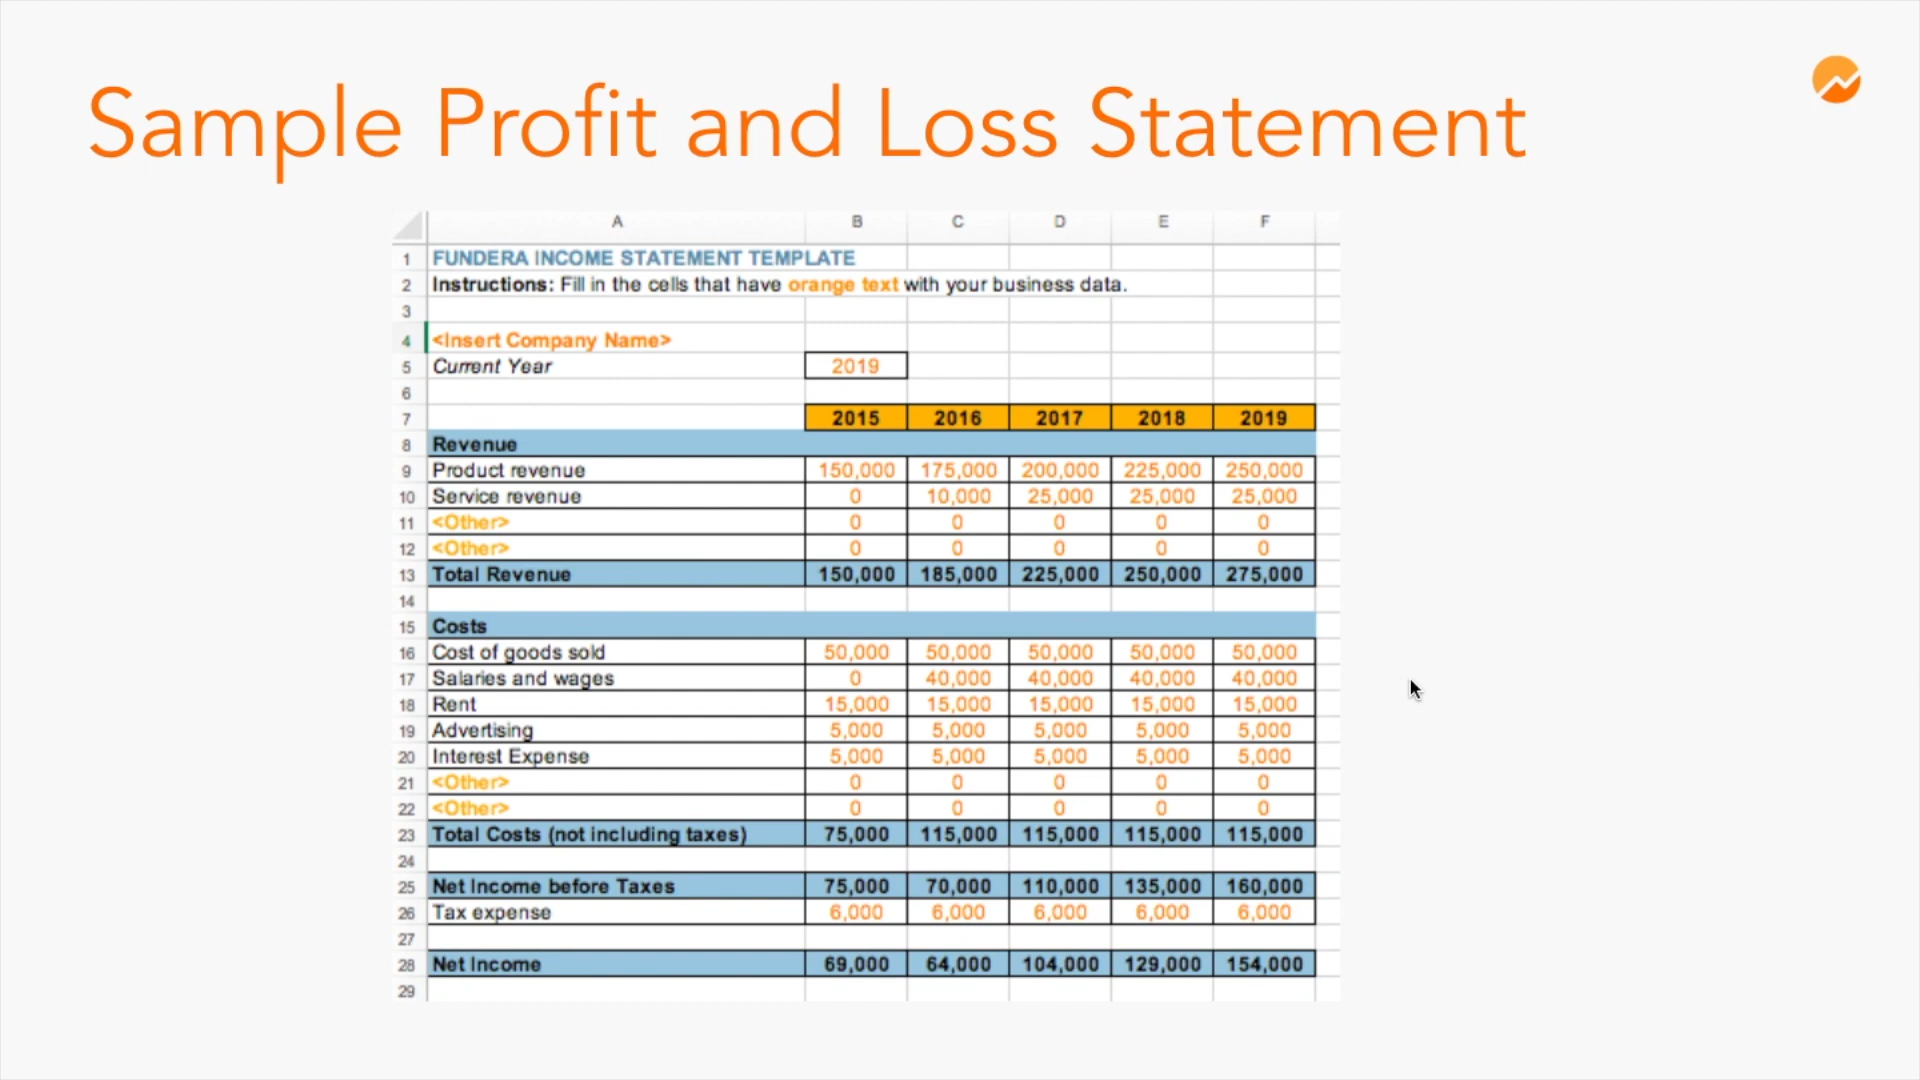 Sample Profit and Loss Statement
A B C D E F
1 FUNDERA INCOME STATEMENT TEMPLATE
2 Instructions: Fill in the cells that have orange text with your business data.
3
4 <Insert Company Name>
5 Current Year 2019
6
7 2015 2016 2017 2018 2019
8 Revenue
9 Product revenue 150,000 175,000 200,000 225,000 250,000
10 Service revenue 0 10,000 25,000 25,000 25,000
11 <Other> 0 0 0 0 0
12 <Other> 0 0 0 0 0
13 Total Revenue 150,000 185,000 225,000 250,000 275,000
14
15 Costs
16 Cost of goods sold 50,000 50,000 50,000 50,000 50,000
17 Salaries and wages 0 40,000 40,000 40,000 40,000
18 Rent 15,000 15,000 15,000 15,000 15,000
19 Advertising 5,000 5,000 5,000 5,000 5,000
20 Interest Expense 5,000 5,000 5,000 5,000 5,000
21 <Other> 0 0 0 0 0
22 <Other> 0 0 0 0 0
23 Total Costs (not including taxes) 75,000 115,000 115,000 115,000 115,000
24
25 Net Income before Taxes 75,000 70,000 110,000 135,000 160,000
26 Tax expense 6,000 6,000 6,000 6,000 6,000
27
28 Net Income 69,000 64,000 104,000 129,000 154,000
29